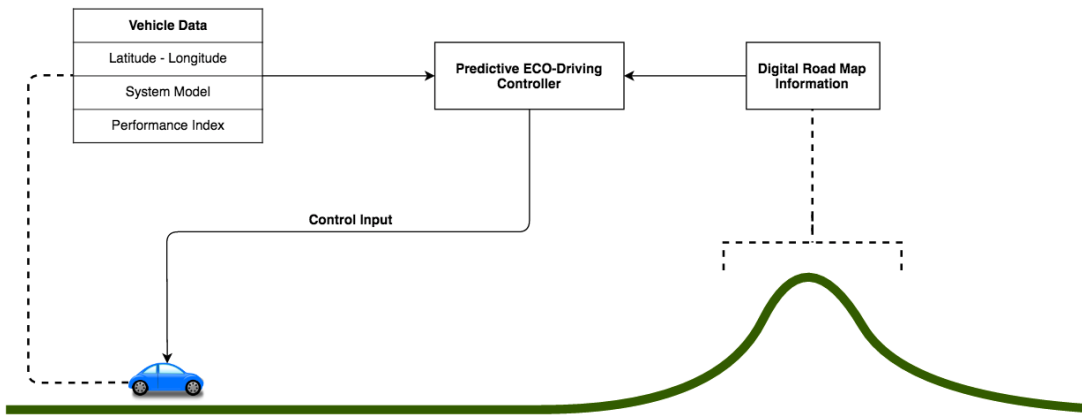 Vehicle Data
Latitude - Longitude
System Model
Performance Index
Predictive ECO-Driving
Controller
Digital Road Map
Information
Control Input